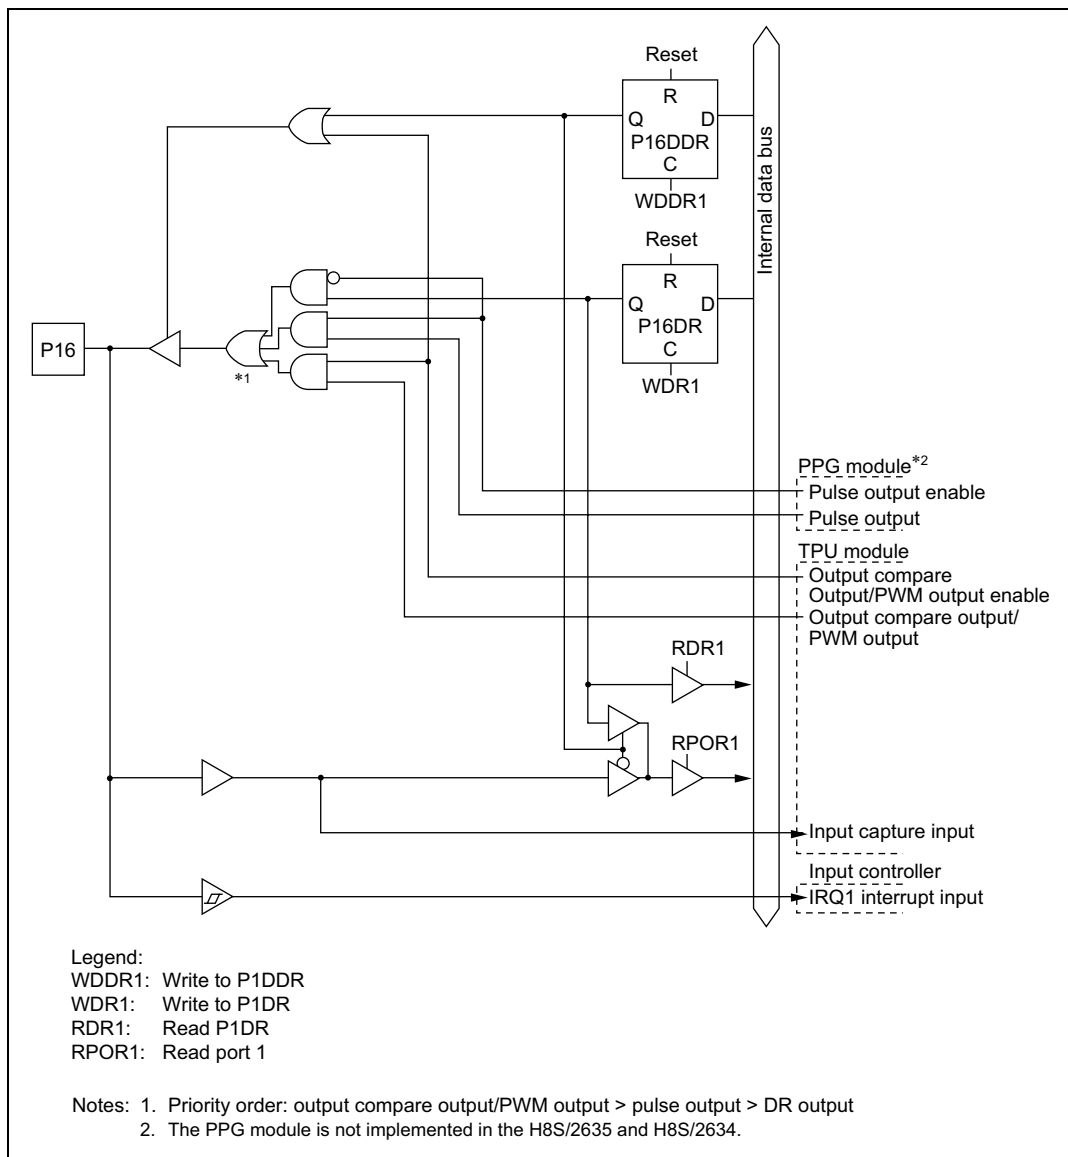 Reset
R
Q D
P16DDR
C
WDDR1
Internal data bus
Reset
R
Q D
P16DR
C
WDR1
P16
*1
PPG module*2
Pulse output enable
Pulse output
TPU module
Output compare
Output/PWM output enable
Output compare output/
PWM output
RDR1
RPOR1
Input capture input
Input controller
IRQ1 interrupt input
Legend:
WDDR1: Write to P1DDR
WDR1: Write to P1DR
RDR1: Read P1DR
RPOR1: Read port 1
Notes: 1. Priority order: output compare output/PWM output > pulse output > DR output
2. The PPG module is not implemented in the H8S/2635 and H8S/2634.